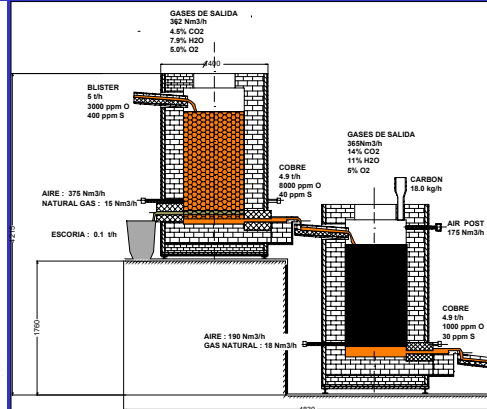 GASES DE SALIDA
362 Nm3/h
4.5% CO2
7.9% H2O
5.0% O2
1400
BLISTER
5 t/h
3000 ppm O
400 ppm S
GASES DE SALIDA
365Nm3/h
14% CO2
11% H2O
5% O2
COBRE
4.9 t/h
8000 ppm O
40 ppm S
CARBON
18.0 kg/h
AIRE : 375 Nm3/h
NATURAL GAS : 15 Nm3/h
AIR POST
175 Nm3/h
ESCORIA : 0.1 t/h
4215
1760
COBRE
4.9 t/h
1000 ppm O
30 ppm S
AIRE : 190 Nm3/h
GAS NATURAL : 18 Nm3/h